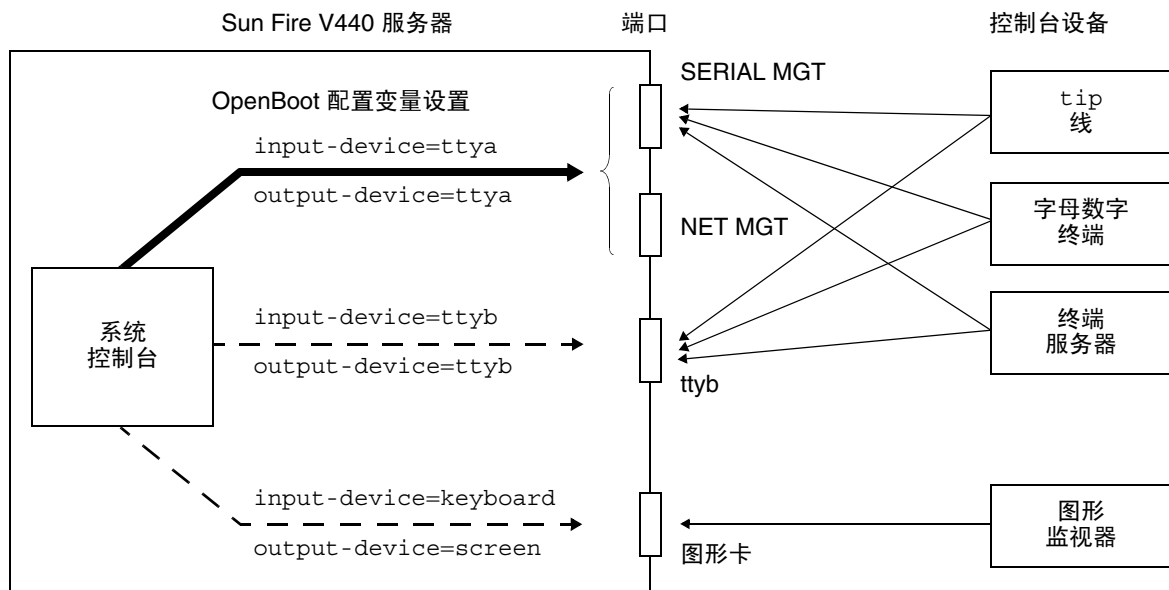 Sun Fire V440 服务器
端口
控制台设备
OpenBoot 配置变量设置
input-device=ttya
output-device=ttya
系统
控制台
input-device=ttyb
output-device=ttyb
input-device=keyboard
output-device=screen
SERIAL MGT
NET MGT
ttyb
图形卡
tip
线
字母数字
终端
终端
服务器
图形
监视器